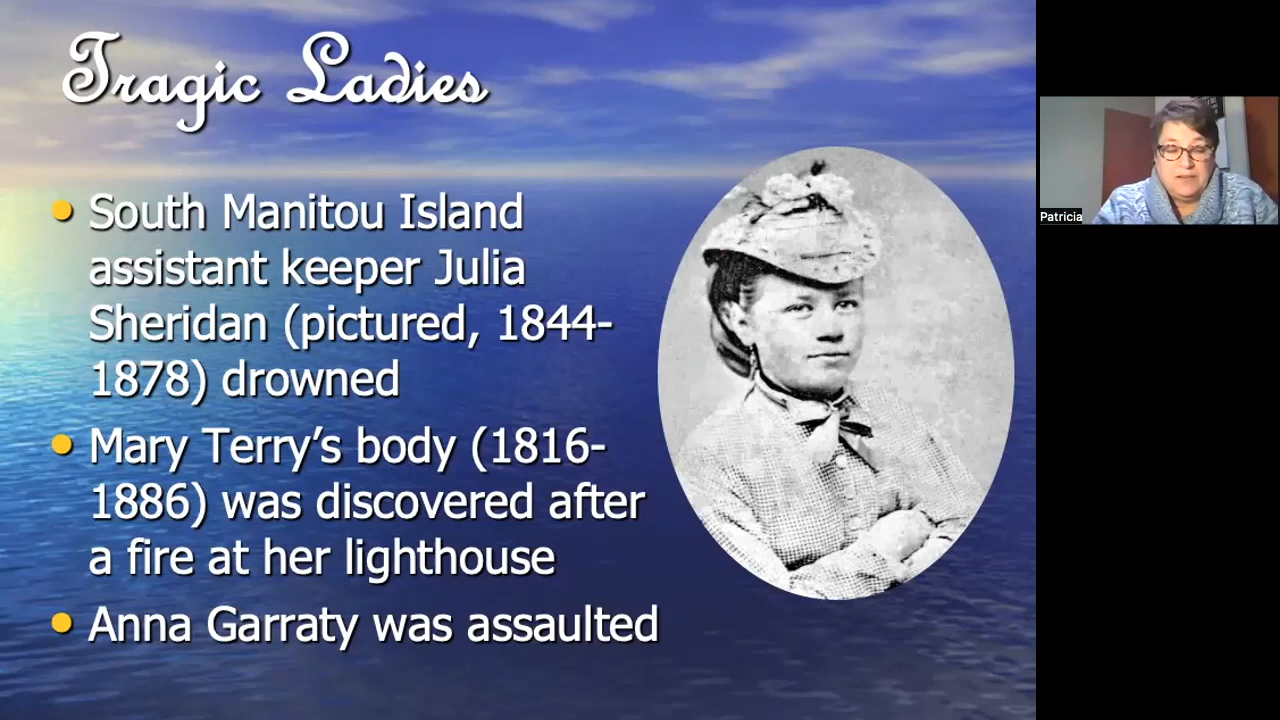 Tragic Ladies
South Manitou Island
assistant keeper Julia
Sheridan (pictured, 1844-
1878) drowned
Mary Terry’s body (1816-
1886) was discovered after
a fire at her lighthouse
Anna Garraty was assaulted
Patricia